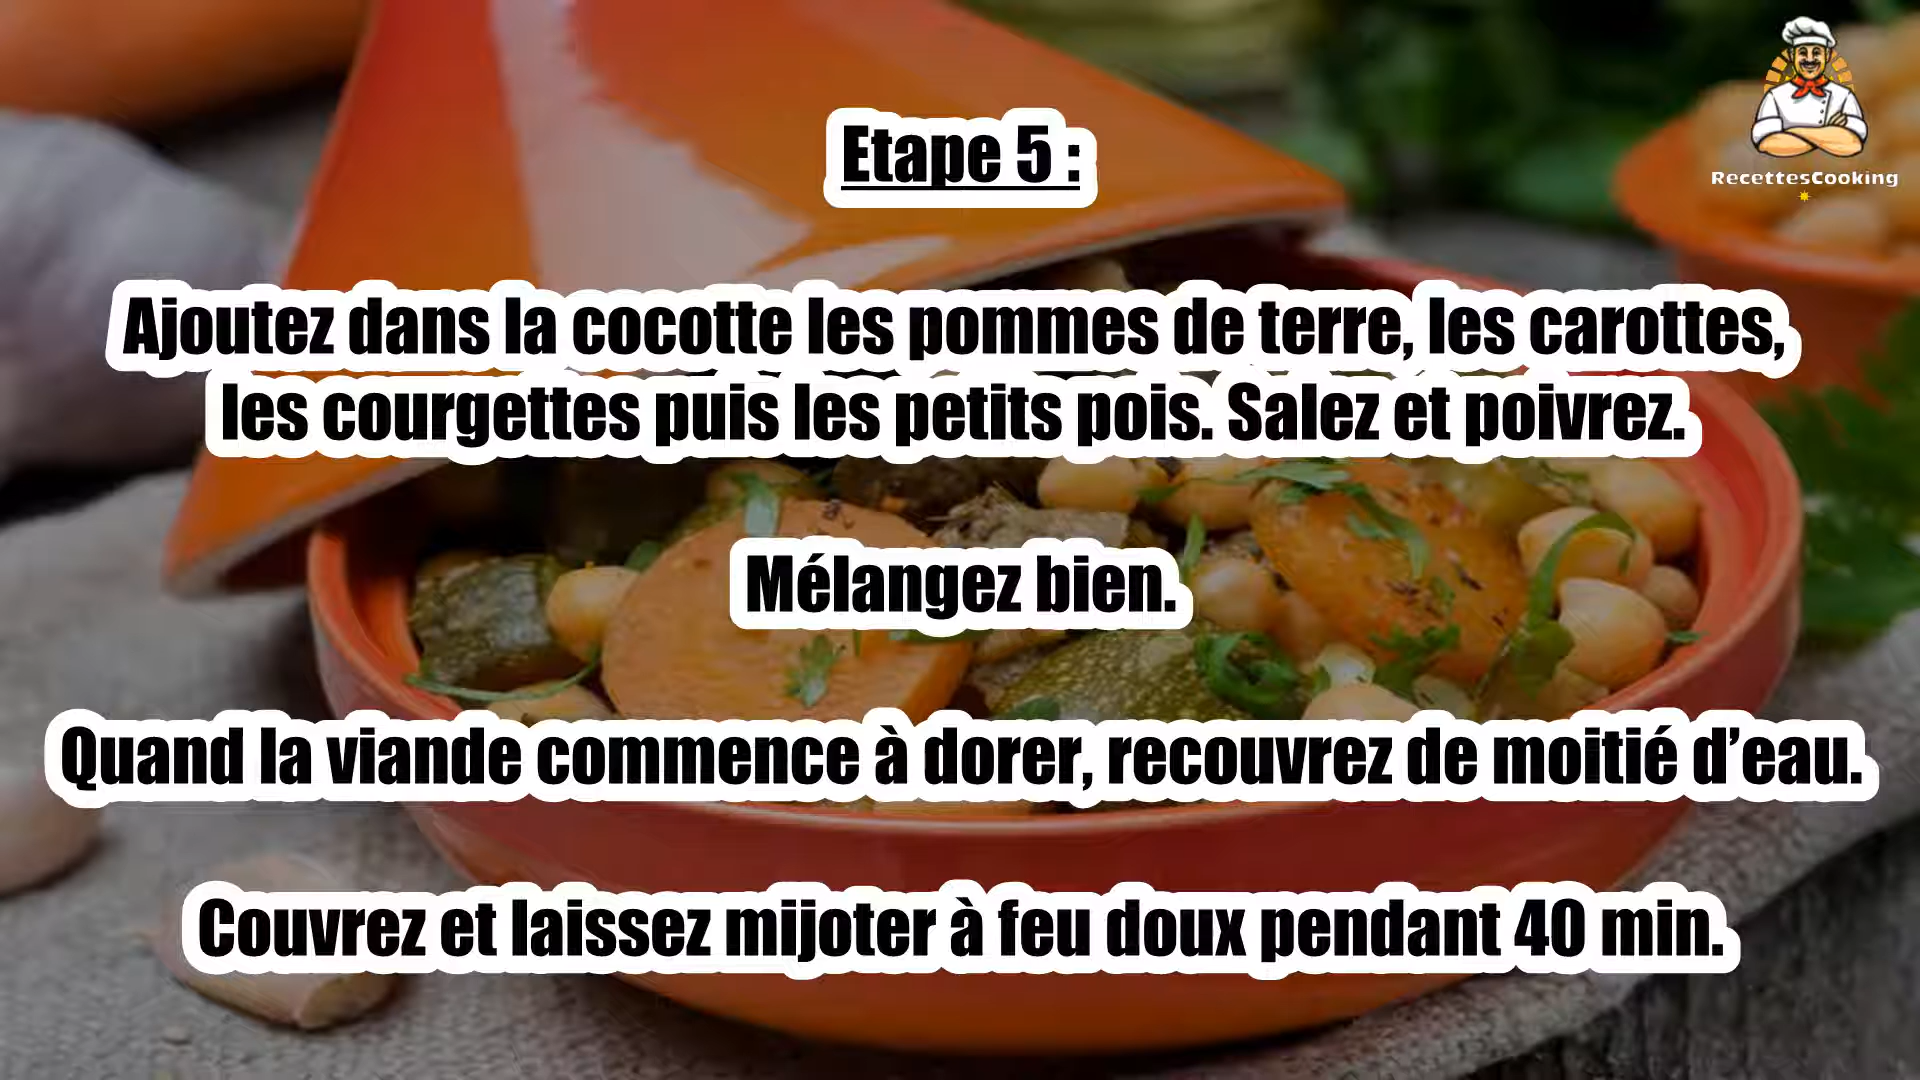 Etape 5 :
RecettesCooking
Ajoutez dans la cocotte les pommes de terre, les carottes,
les courgettes puis les petits pois. Salez et poivrez.
Mélangez bien.
Quand la viande commence à dorer, recouvrez de moitié d’eau.
Couvrez et laissez mijoter à feu doux pendant 40 min.